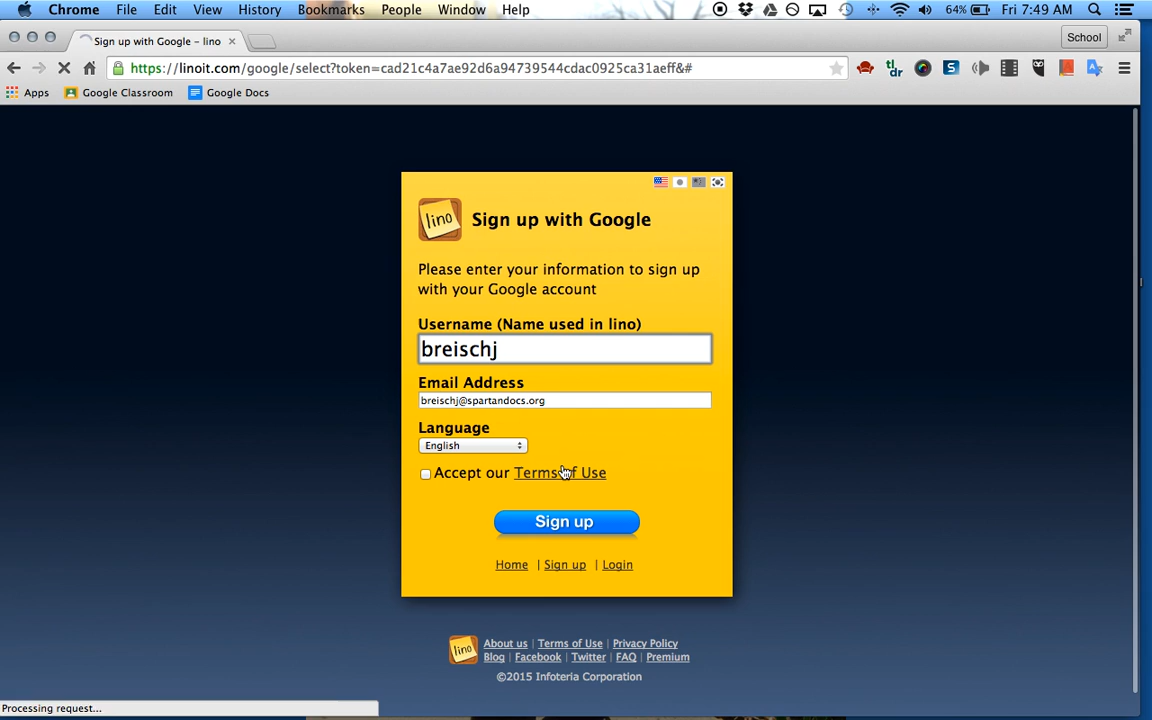 Chrome File Edit View History Bookmarks People Window Help 64% Fri 7:49 AM
Sign up with Google – lino School
https://linoit.com/google/select?token=cad21c4a7ae92d6a94739544cdac0925ca31aeff&# tl;dr S
Apps Google Classroom Google Docs
lino Sign up with Google
Please enter your information to sign up
with your Google account
Username (Name used in lino)
breischj
Email Address
breischj@spartandocs.org
Language
English
Accept our Terms of Use
Sign up
Home | Sign up | Login
lino About us | Terms of Use | Privacy Policy
Blog | Facebook | Twitter | FAQ | Premium
©2015 Infoteria Corporation
Processing request...